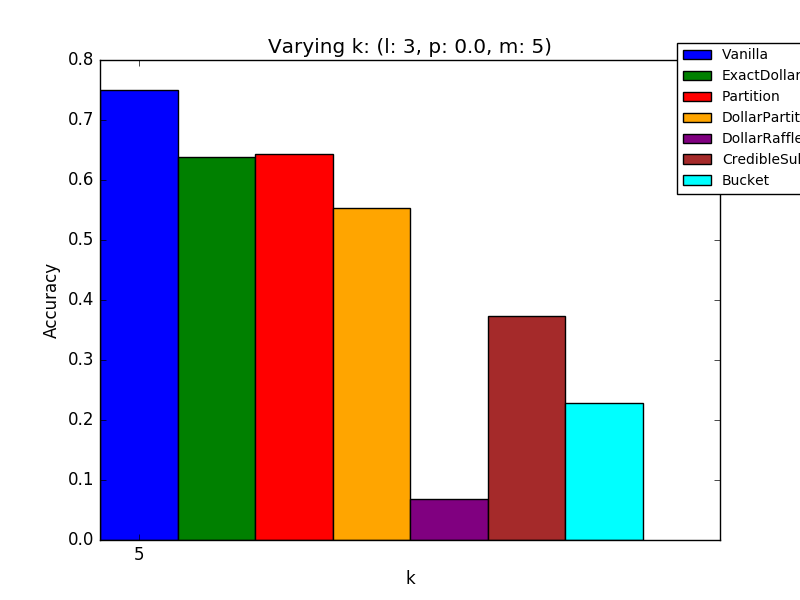 Varying k: (l: 3, p: 0.0, m: 5)
Vanilla
ExactDollar
Partition
DollarPartit
DollarRaffle
CredibleSu
Bucket
0.8
0.7
0.6
0.5
0.4
0.3
0.2
0.1
0.0
Accuracy
5
k